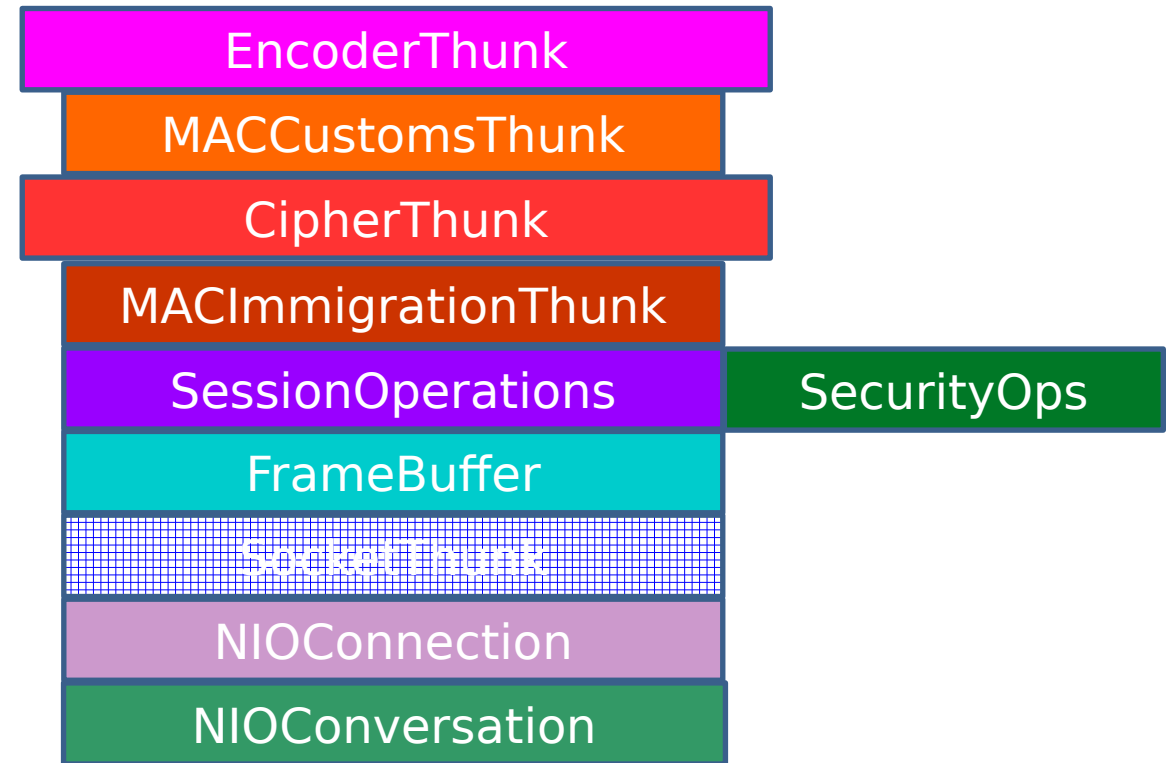 EncoderThunk
MACCustomsThunk
CipherThunk
MACImmigrationThunk
SessionOperations
SecurityOps
FrameBuffer
SocketThunk
NIOConnection
NIOConversation